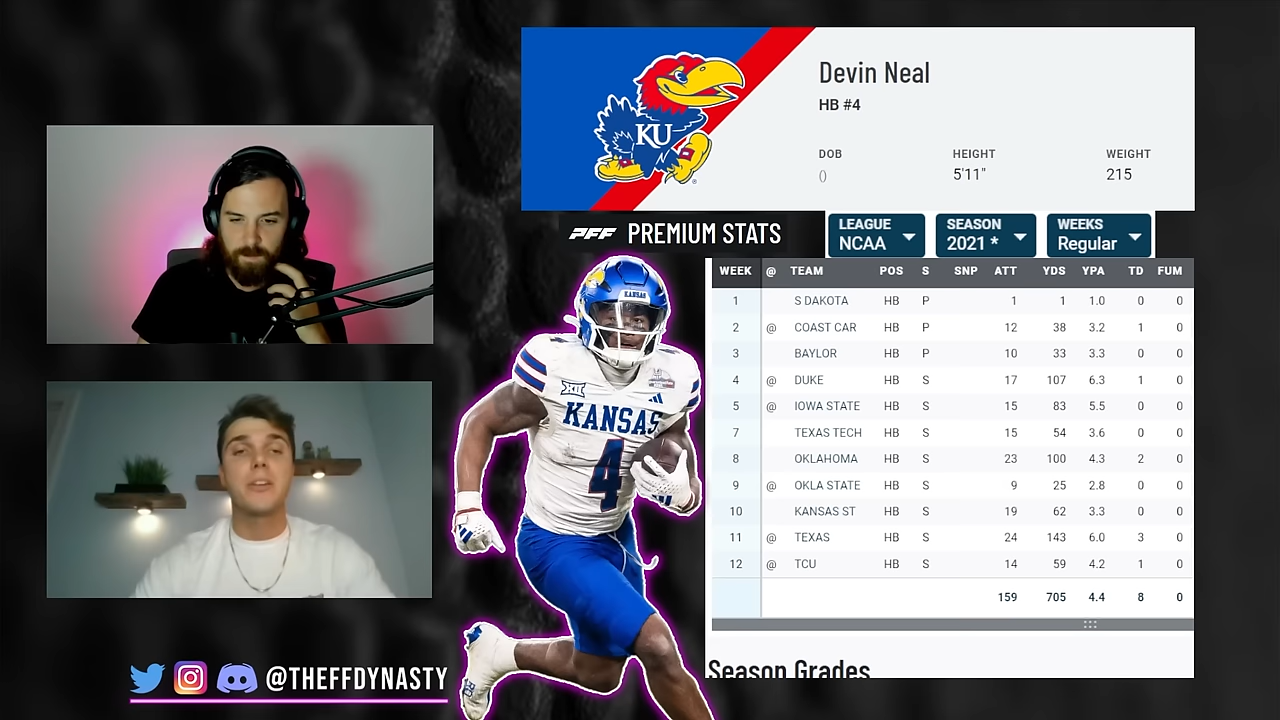 Devin Neal
HB #4
DOB HEIGHT WEIGHT
() 5'11" 215
KU
PFF PREMIUM STATS
LEAGUE NCAA SEASON 2021 * WEEKS Regular
WEEK @ TEAM POS S SNP ATT YDS YPA TD FUM
1 S DAKOTA HB P 1 1 1.0 0 0
2 @ COAST CAR HB P 12 38 3.2 1 0
3 BAYLOR HB P 10 33 3.3 0 0
4 @ DUKE HB S 17 107 6.3 1 0
5 @ IOWA STATE HB S 15 83 5.5 0 0
7 TEXAS TECH HB S 15 54 3.6 0 0
8 OKLAHOMA HB S 23 100 4.3 2 0
9 @ OKLA STATE HB S 9 25 2.8 0 0
10 KANSAS ST HB S 19 62 3.3 0 0
11 @ TEXAS HB S 24 143 6.0 3 0
12 @ TCU HB S 14 59 4.2 1 0
159 705 4.4 8 0
Season Grades
KANSAS
XII
KANSAS
4
@THEFFDYNASTY